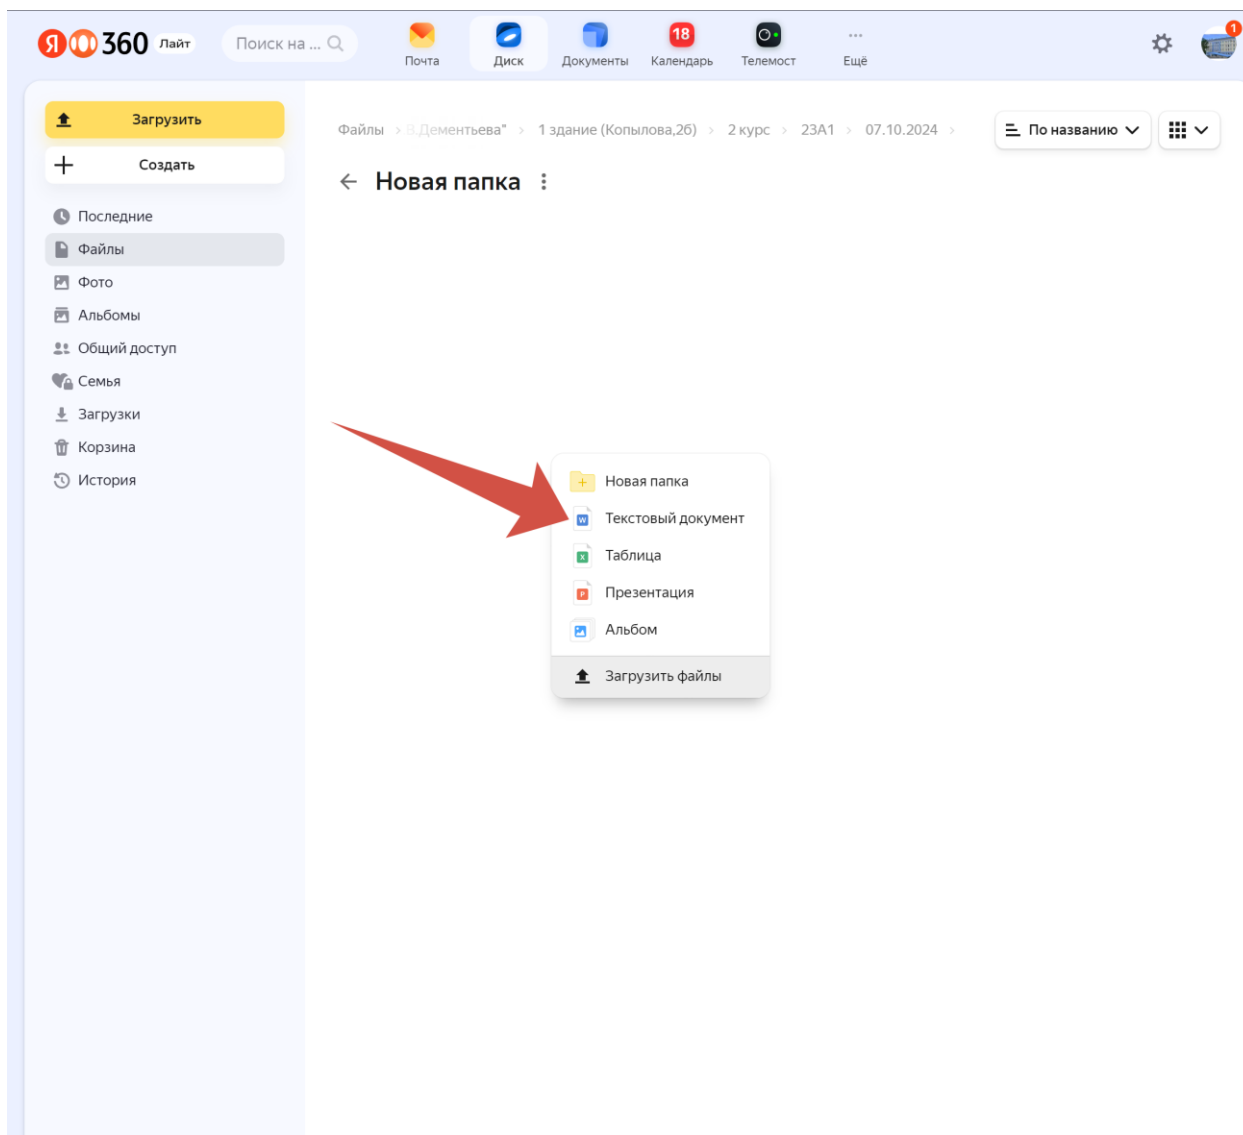 Я 360 Лайт
Поиск на ...
Почта
Диск
Документы
18
Календарь
Телемост
Ещё
1
Загрузить
Создать
Последние
Файлы
Фото
Альбомы
Общий доступ
Семья
Загрузки
Корзина
История
Файлы > В.Дементьева" > 1 здание (Копылова,2б) > 2 курс > 23А1 > 07.10.2024 >
По названию
← Новая папка
Новая папка
W Текстовый документ
X Таблица
P Презентация
Альбом
Загрузить файлы